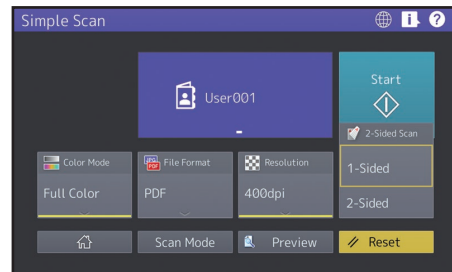 Simple Scan
User001
Start
2-Sided Scan
Color Mode
File Format
Resolution
1-Sided
Full Color
PDF
400dpi
2-Sided
Scan Mode
Preview
Reset